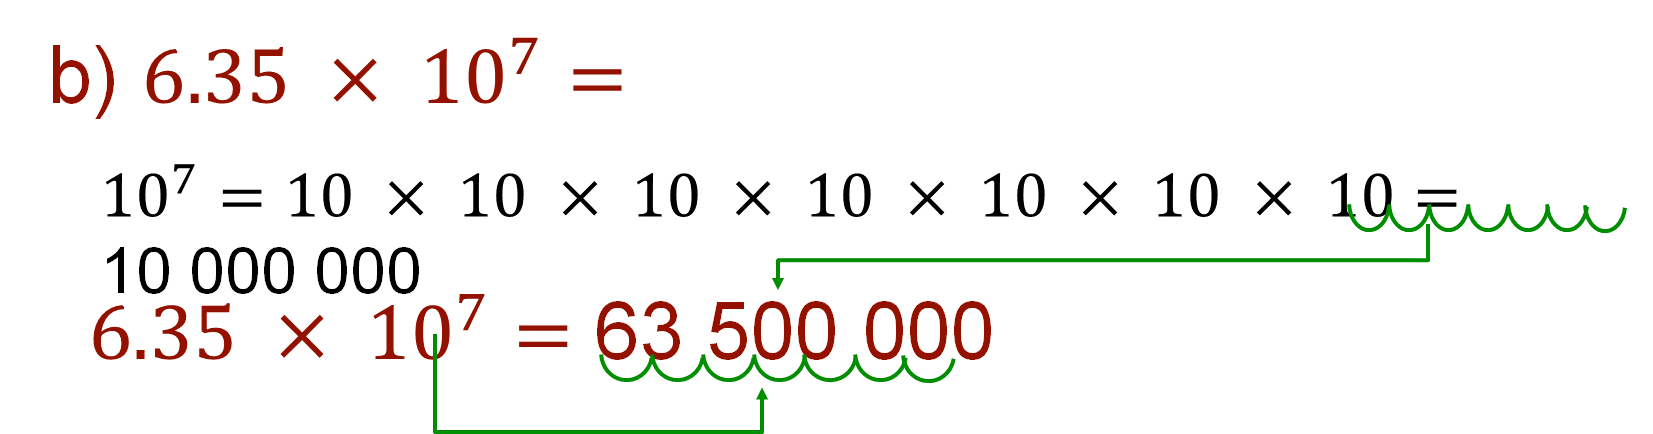 b) 6.35 × 10⁷ =
10⁷ = 10 × 10 × 10 × 10 × 10 × 10 × 10 =
10 000 000
6.35 × 10⁷ = 63 500 000